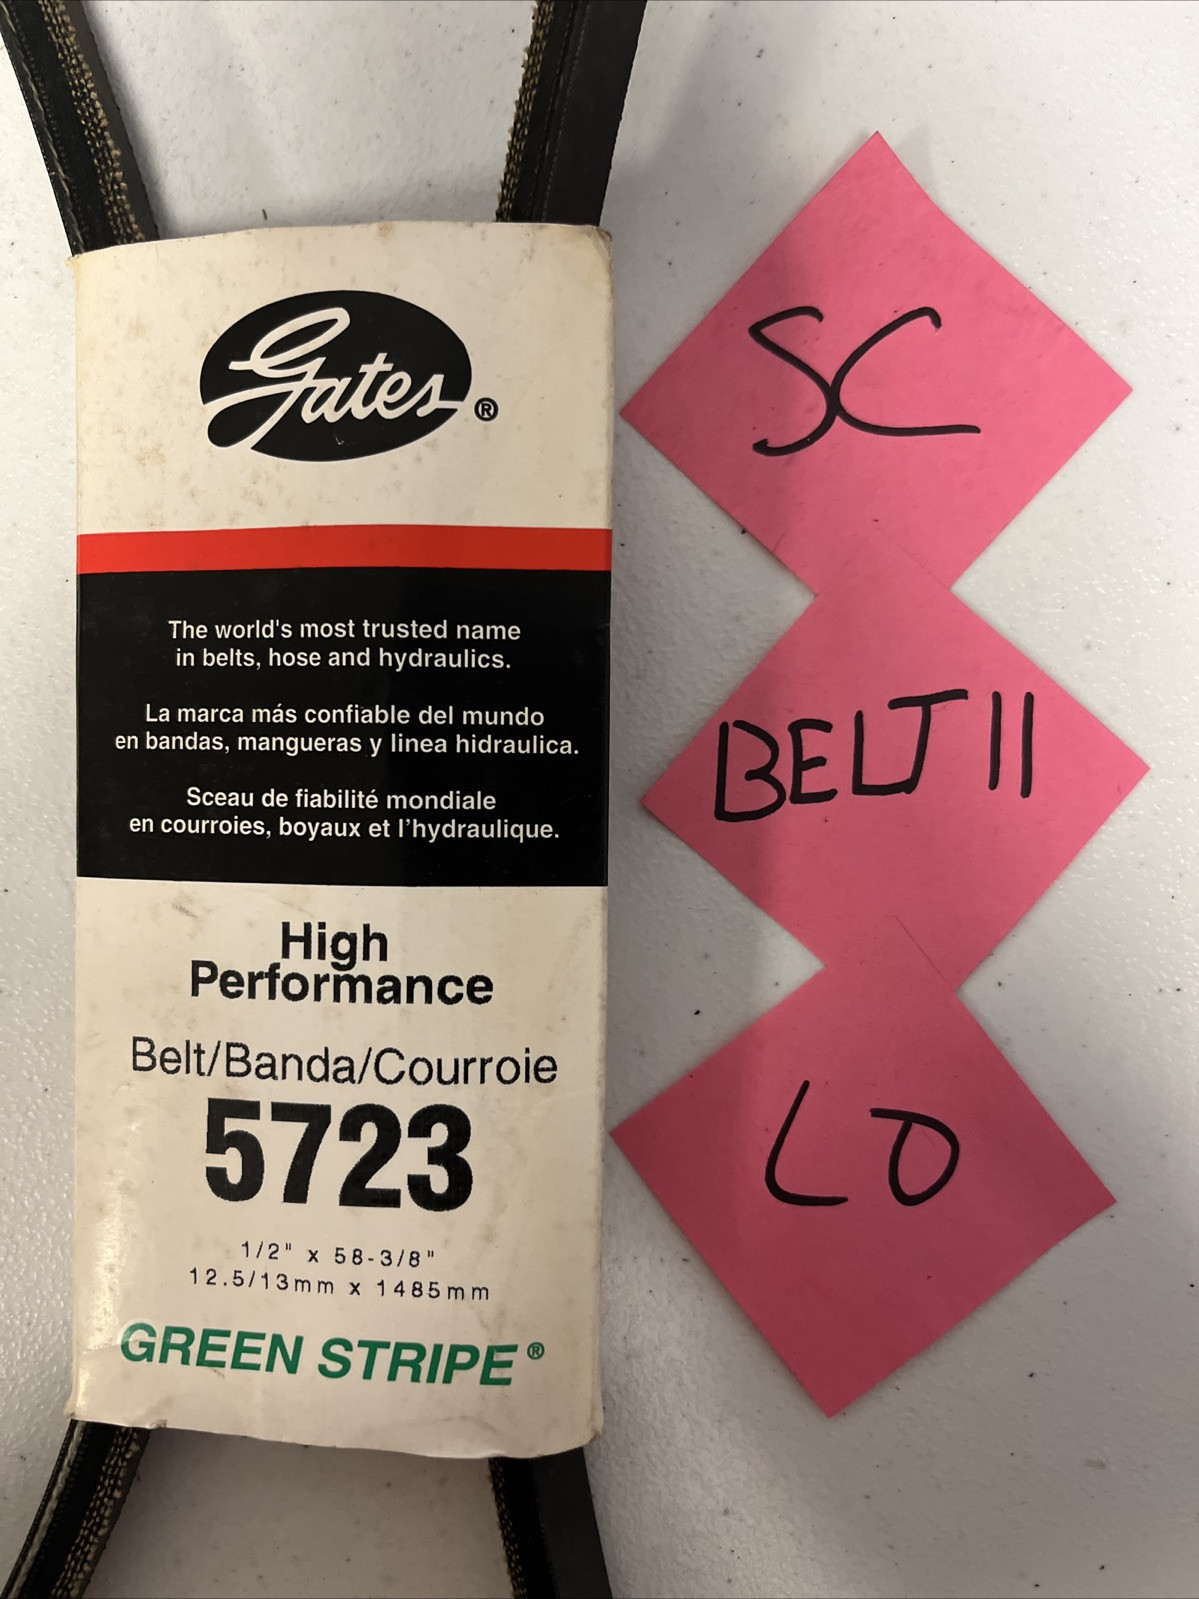 Gates®
The world's most trusted name
in belts, hose and hydraulics.
La marca más confiable del mundo
en bandas, mangueras y linea hidraulica.
Sceau de fiabilité mondiale
en courroies, boyaux et l'hydraulique.
High
Performance
Belt/Banda/Courroie
5723
1/2" x 58-3/8"
12.5/13mm x 1485mm
GREEN STRIPE®
SC
BELT 11
LO